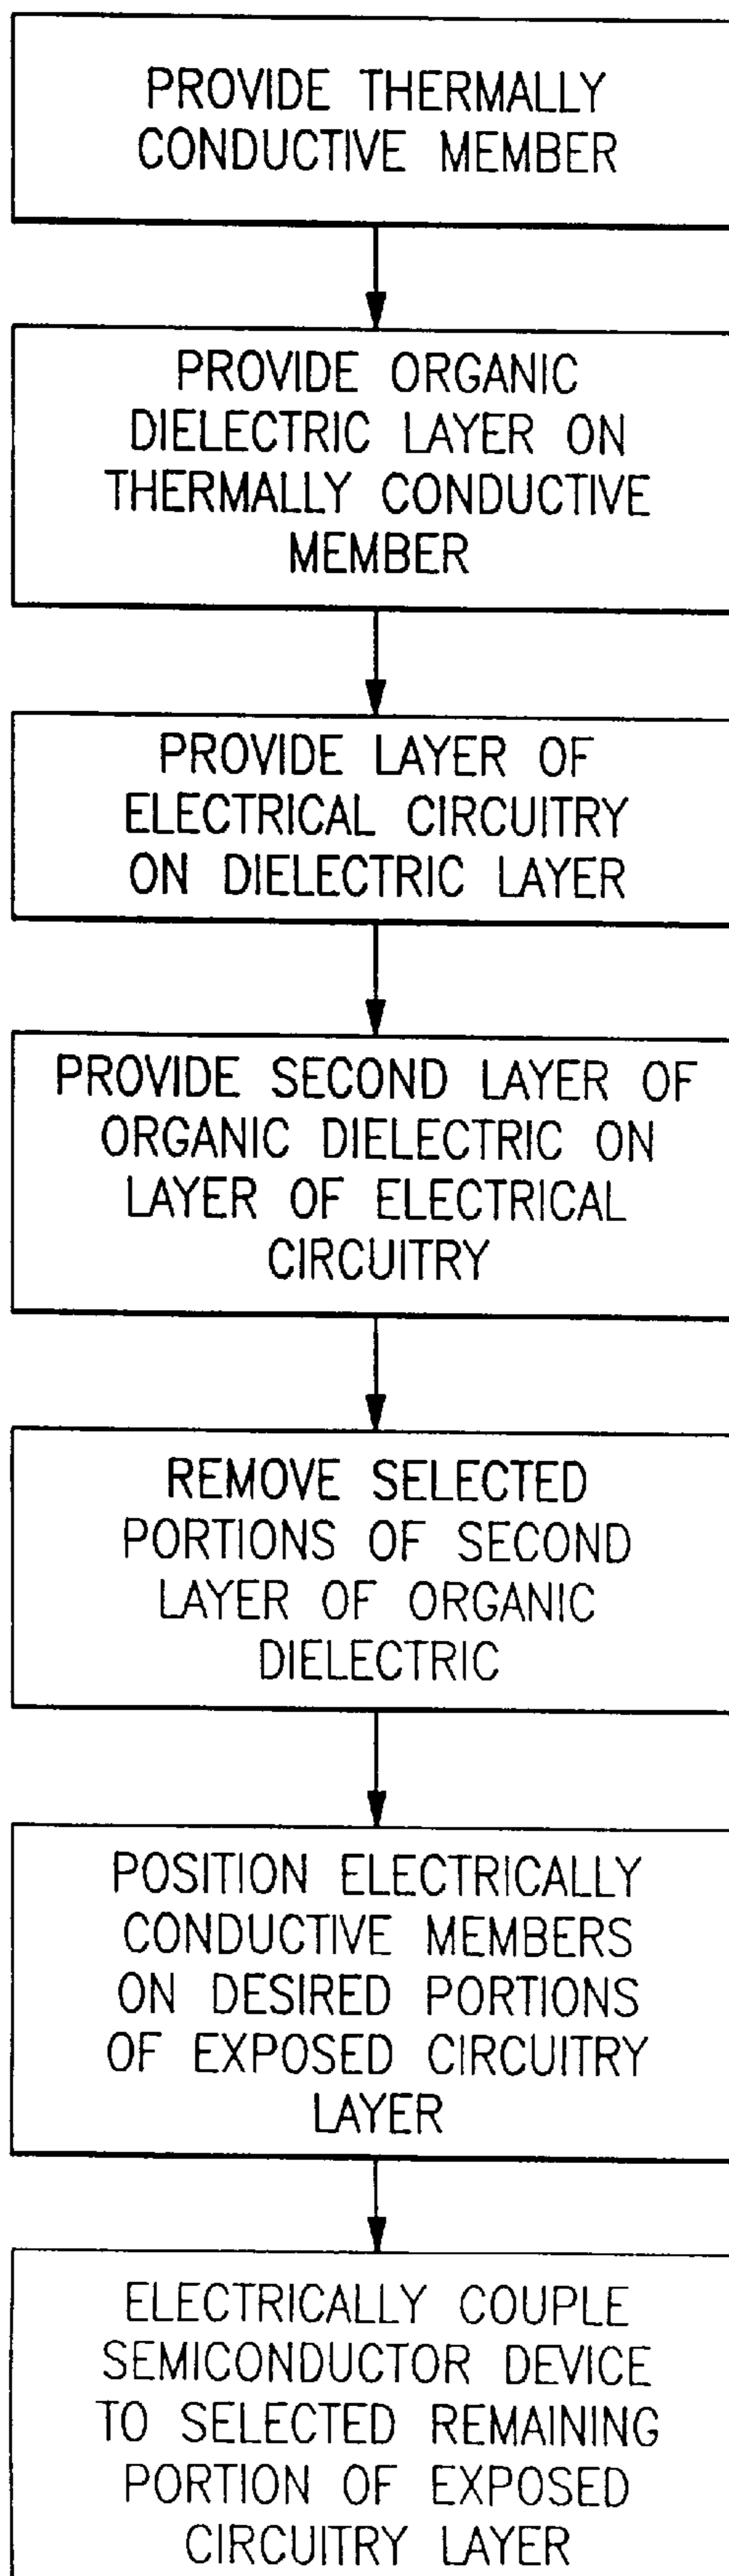 PROVIDE THERMALLY
CONDUCTIVE MEMBER
PROVIDE ORGANIC
DIELECTRIC LAYER ON
THERMALLY CONDUCTIVE
MEMBER
PROVIDE LAYER OF
ELECTRICAL CIRCUITRY
ON DIELECTRIC LAYER
PROVIDE SECOND LAYER OF
ORGANIC DIELECTRIC ON
LAYER OF ELECTRICAL
CIRCUITRY
REMOVE SELECTED
PORTIONS OF SECOND
LAYER OF ORGANIC
DIELECTRIC
POSITION ELECTRICALLY
CONDUCTIVE MEMBERS
ON DESIRED PORTIONS
OF EXPOSED CIRCUITRY
LAYER
ELECTRICALLY COUPLE
SEMICONDUCTOR DEVICE
TO SELECTED REMAINING
PORTION OF EXPOSED
CIRCUITRY LAYER